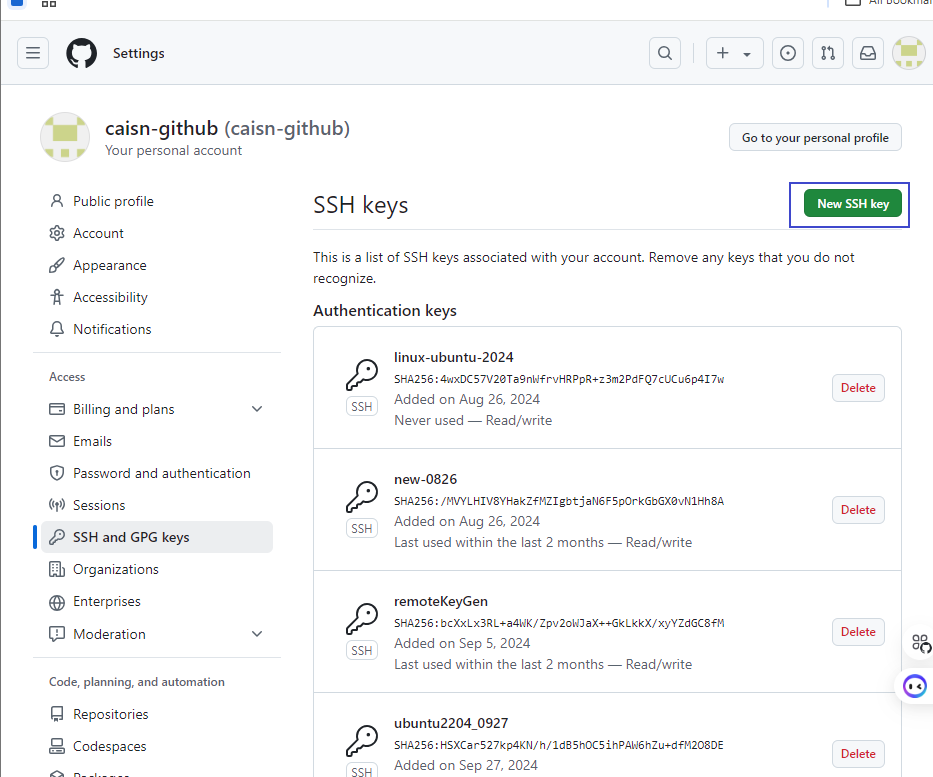 All Bookmar
Settings
caisn-github (caisn-github)
Your personal account
Go to your personal profile
Public profile
Account
Appearance
Accessibility
Notifications
Access
Billing and plans
Emails
Password and authentication
Sessions
SSH and GPG keys
Organizations
Enterprises
Moderation
Code, planning, and automation
Repositories
Codespaces
Packages
SSH keys
New SSH key
This is a list of SSH keys associated with your account. Remove any keys that you do not
recognize.
Authentication keys
linux-ubuntu-2024
SHA256:4wxDC57V20Ta9nWfrvHRPpR+z3m2PdFQ7cUCu6p4I7w
SSH
Added on Aug 26, 2024
Never used — Read/write
Delete
new-0826
SHA256:/MVYLHIV8YHakZfMZIgbtjaN6F5pOrkGbGX0vN1Hh8A
SSH
Added on Aug 26, 2024
Last used within the last 2 months — Read/write
Delete
remoteKeyGen
SHA256:bcXxLx3RL+a4WK/Zpv2oWJaX++GkLkkX/xyYZdGC8fM
SSH
Added on Sep 5, 2024
Last used within the last 2 months — Read/write
Delete
ubuntu2204_0927
SHA256:HSXCar527kp4KN/h/1dB5hOC5ihPAW6hZu+dfM2O8DE
SSH
Added on Sep 27, 2024
Delete